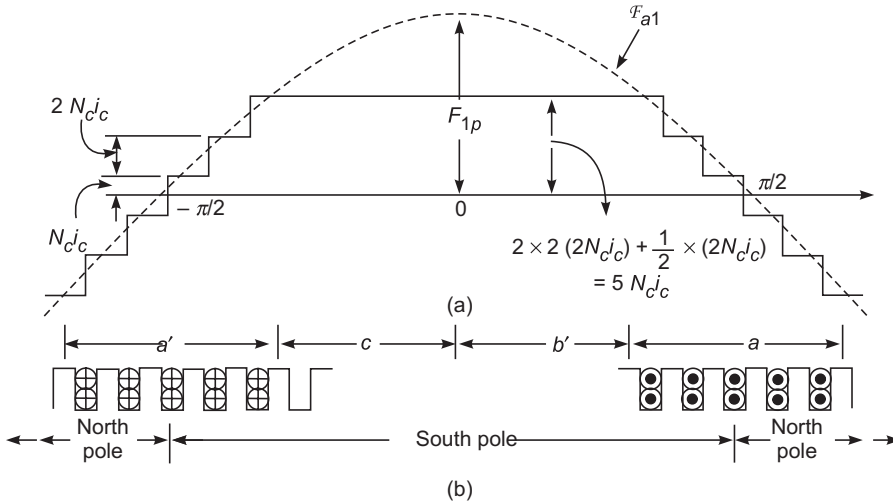 ℱa1
2 Ncic
F1p
Ncic
– π/2
0
π/2
2 × 2 (2Ncic) + 1/2 × (2Ncic)
= 5 Ncic
(a)
a′
c
b′
a
North
pole
South pole
North
pole
(b)